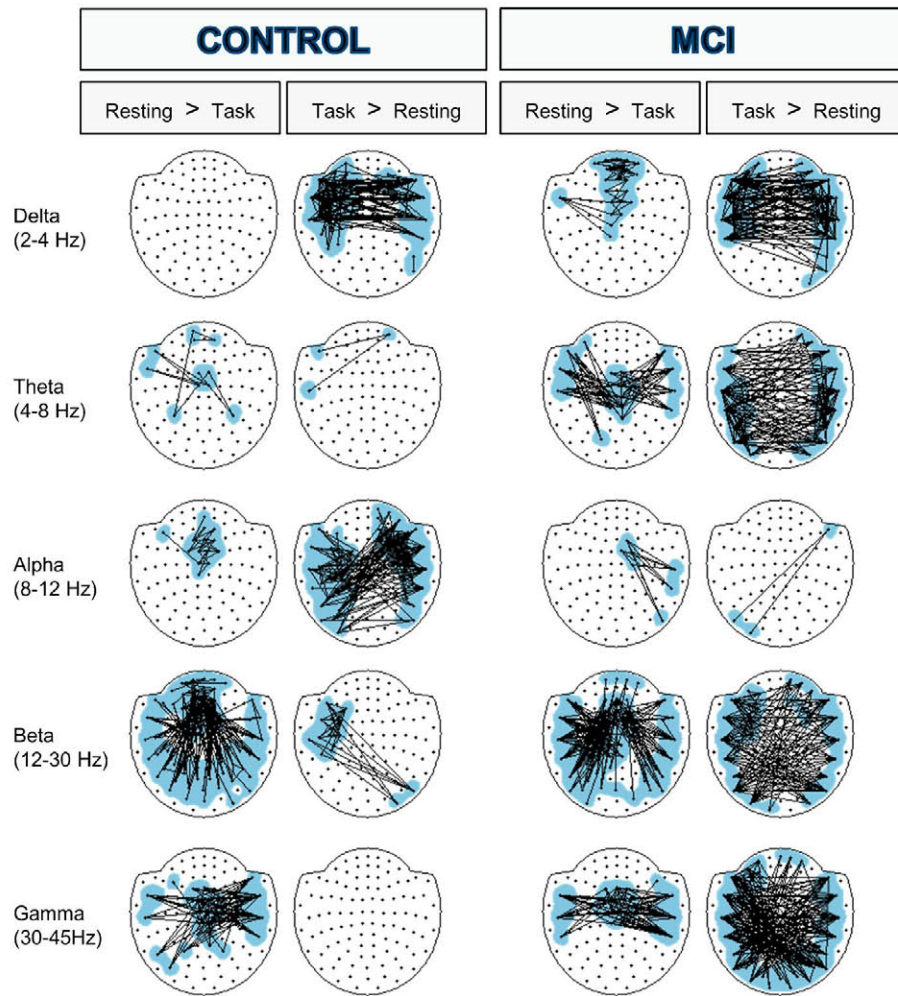 CONTROL MCI
Resting > Task Task > Resting Resting > Task Task > Resting
Delta
(2-4 Hz)
Theta
(4-8 Hz)
Alpha
(8-12 Hz)
Beta
(12-30 Hz)
Gamma
(30-45Hz)